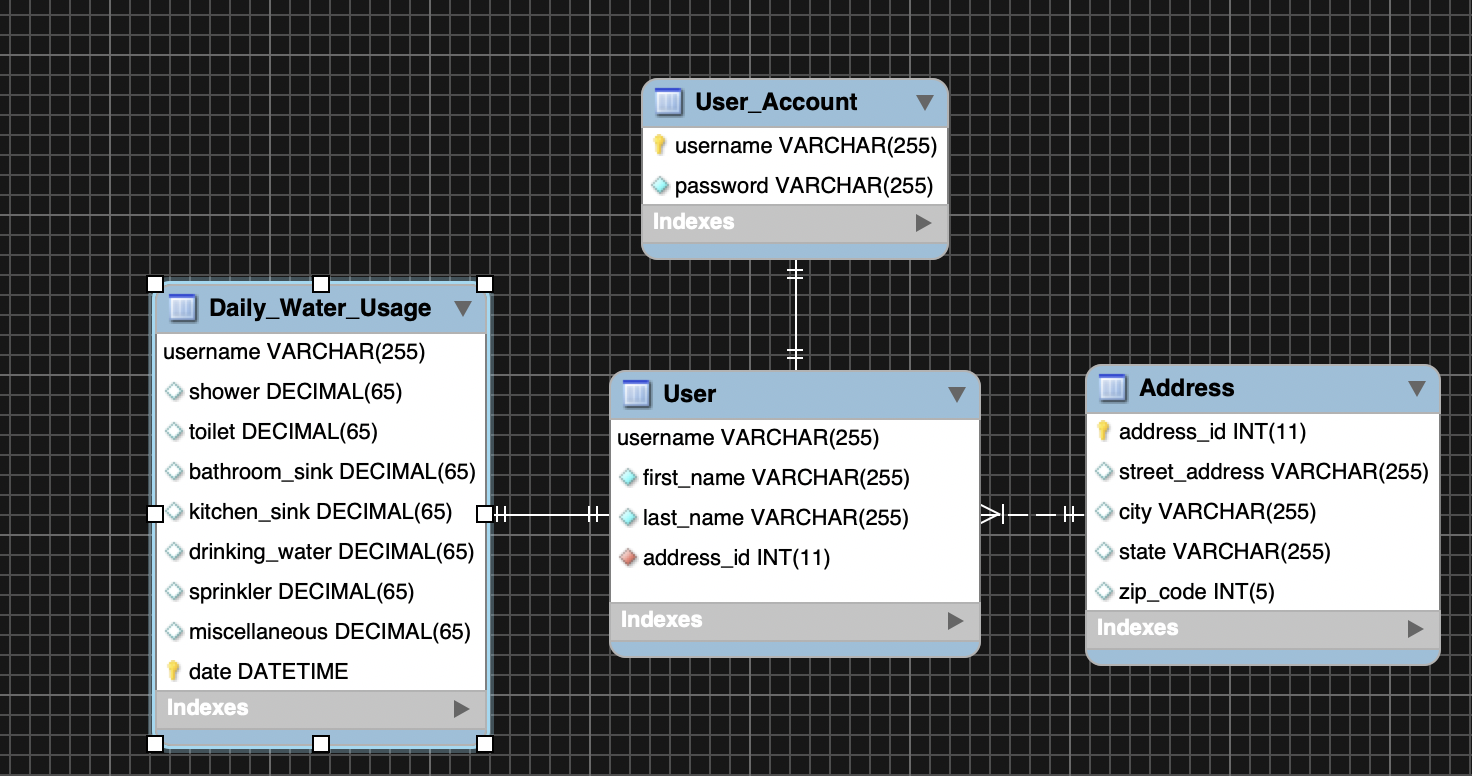 User_Account
username VARCHAR(255)
password VARCHAR(255)
Indexes
Daily_Water_Usage
username VARCHAR(255)
shower DECIMAL(65)
toilet DECIMAL(65)
bathroom_sink DECIMAL(65)
kitchen_sink DECIMAL(65)
drinking_water DECIMAL(65)
sprinkler DECIMAL(65)
miscellaneous DECIMAL(65)
date DATETIME
Indexes
User
username VARCHAR(255)
first_name VARCHAR(255)
last_name VARCHAR(255)
address_id INT(11)
Indexes
Address
address_id INT(11)
street_address VARCHAR(255)
city VARCHAR(255)
state VARCHAR(255)
zip_code INT(5)
Indexes